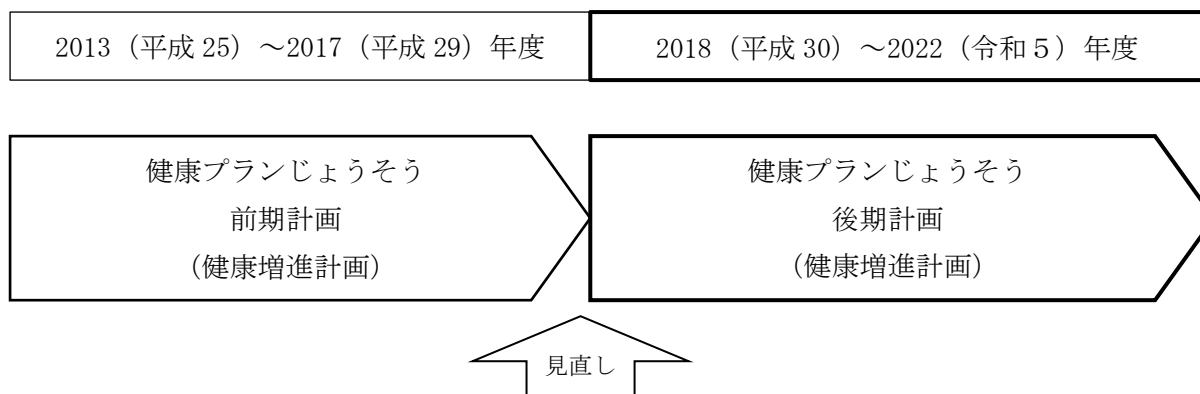 2013（平成 25）～2017（平成 29）年度
2018（平成 30）～2022（令和５）年度
健康プランじょうそう
前期計画
（健康増進計画）
健康プランじょうそう
後期計画
（健康増進計画）
見直し